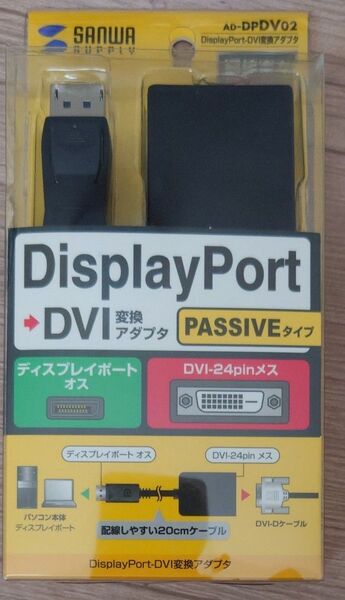 SANWA
SUPPLY
AD-DPDV02
DisplayPort-DVI変換アダプタ
DisplayPort
DVI 変換
アダプタ
PASSIVEタイプ
ディスプレイポート
オス
DVI-24pinメス
ディスプレイポート オス
DVI-24pin メス
パソコン本体
ディスプレイポート
配線しやすい20cmケーブル
DVI-Dケーブル
DisplayPort-DVI変換アダプタ